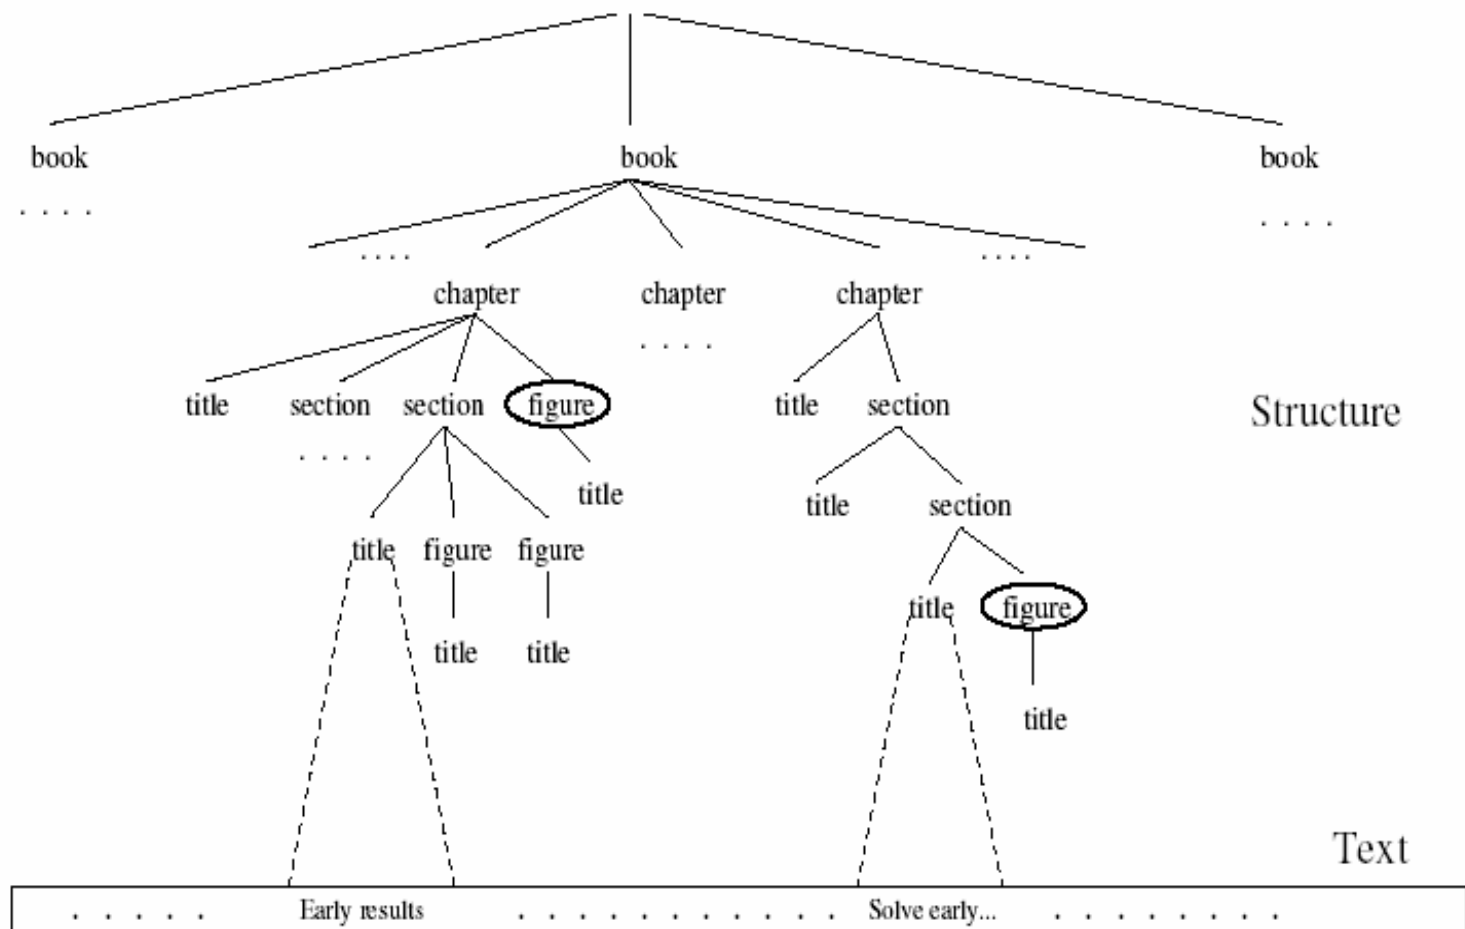 book book book
. . . . . . . .
. . . . . . . .
chapter chapter chapter
. . . .
title section section figure title section
Structure
. . . .
title title section
title figure figure
title figure
title title
title
Text
. . . . . Early results . . . . . . . . . . . Solve early... . . . . . . . .